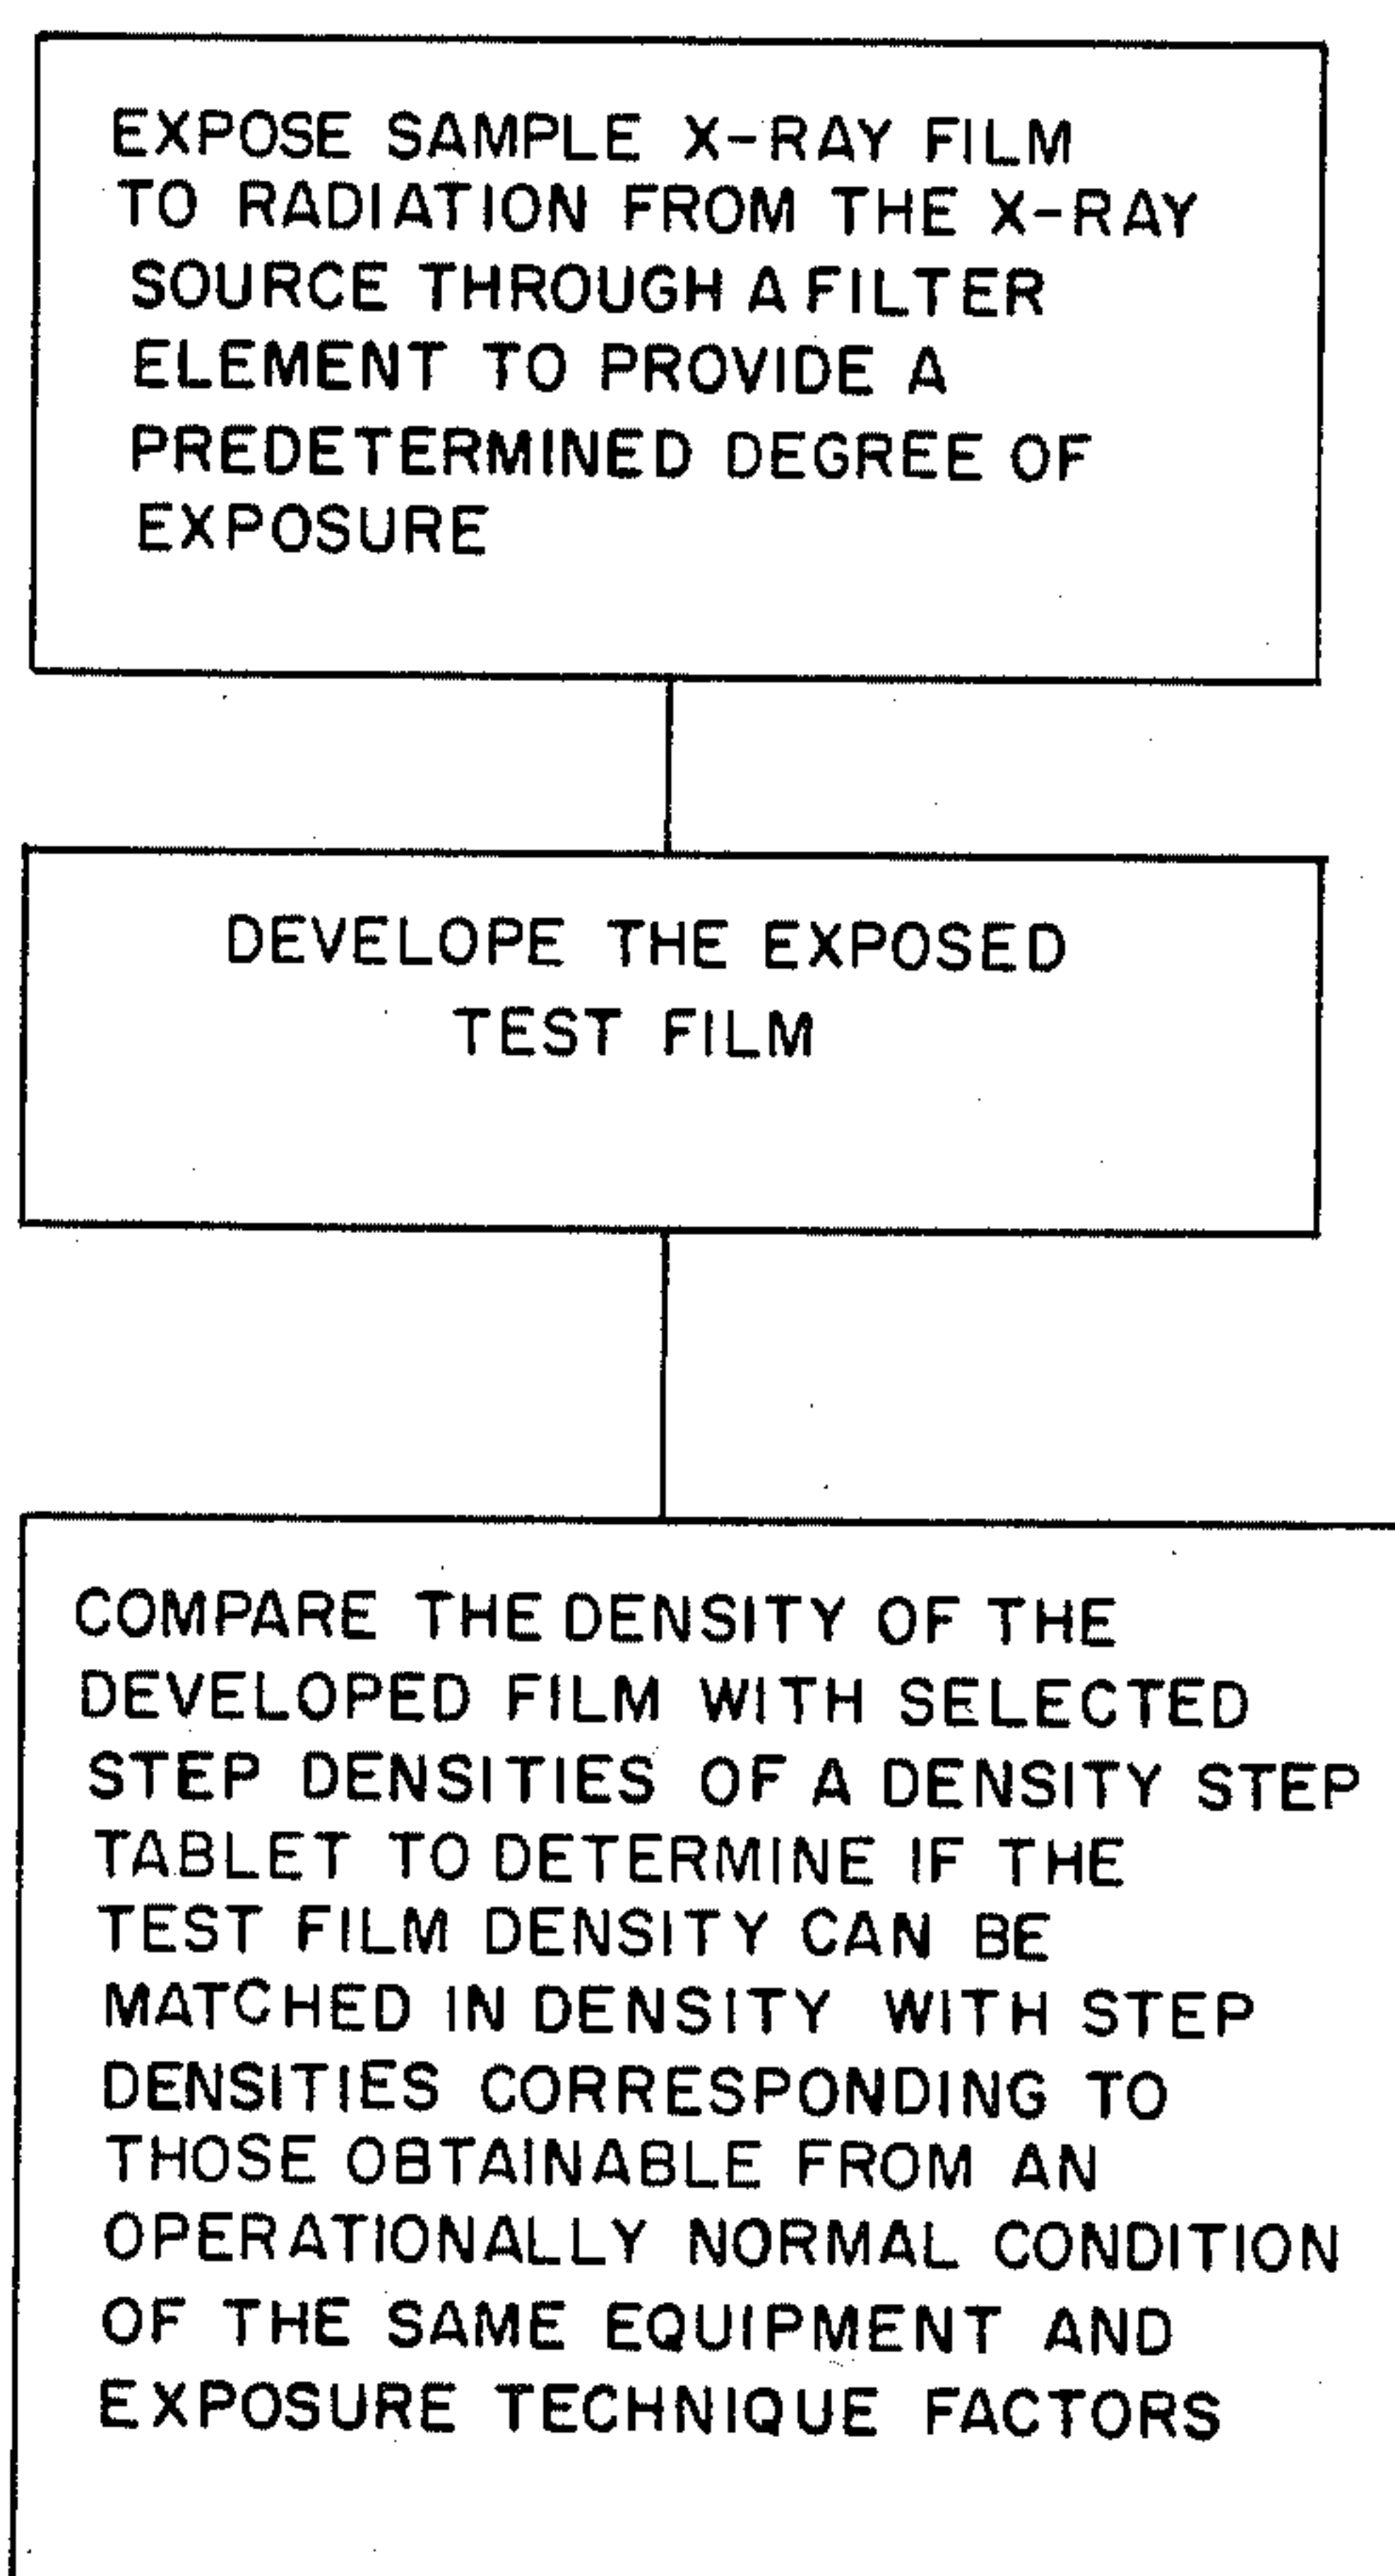 EXPOSE SAMPLE X-RAY FILM
TO RADIATION FROM THE X-RAY
SOURCE THROUGH A FILTER
ELEMENT TO PROVIDE A
PREDETERMINED DEGREE OF
EXPOSURE
DEVELOPE THE EXPOSED
TEST FILM
COMPARE THE DENSITY OF THE
DEVELOPED FILM WITH SELECTED
STEP DENSITIES OF A DENSITY STEP
TABLET TO DETERMINE IF THE
TEST FILM DENSITY CAN BE
MATCHED IN DENSITY WITH STEP
DENSITIES CORRESPONDING TO
THOSE OBTAINABLE FROM AN
OPERATIONALLY NORMAL CONDITION
OF THE SAME EQUIPMENT AND
EXPOSURE TECHNIQUE FACTORS